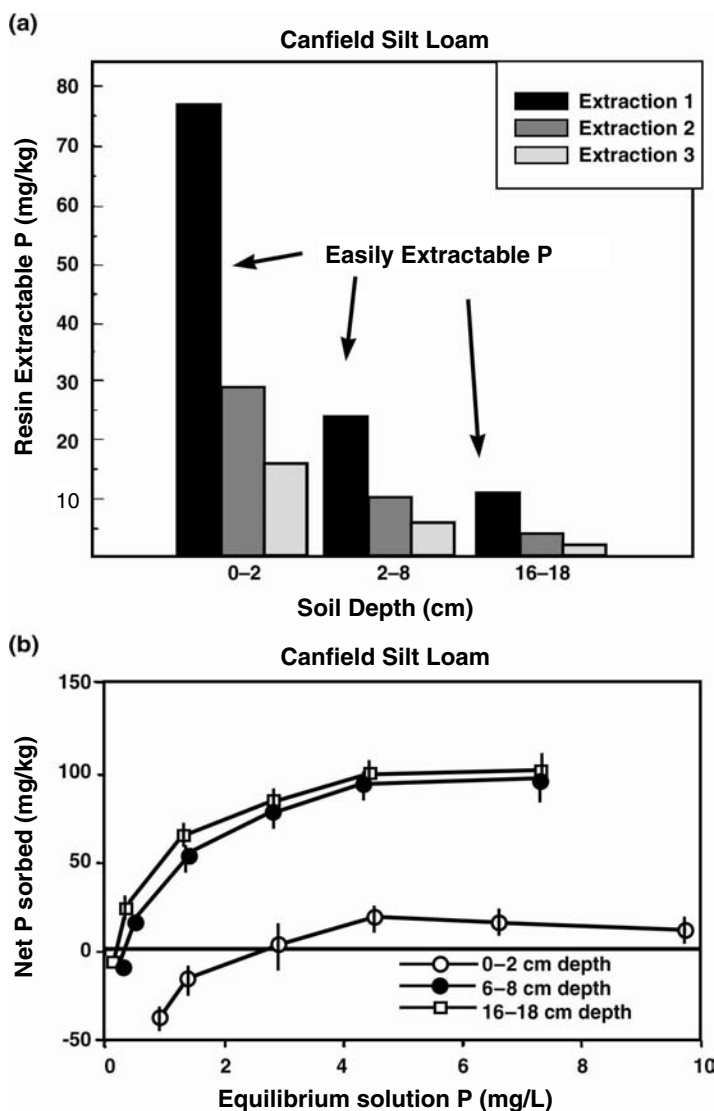 (a)
Canfield Silt Loam
80
70
60
50
40
30
20
10
Resin Extractable P (mg/kg)
Extraction 1
Extraction 2
Extraction 3
Easily Extractable P
0–2 2–8 16–18
Soil Depth (cm)
(b)
Canfield Silt Loam
150
100
50
0
-50
Net P sorbed (mg/kg)
0–2 cm depth
6–8 cm depth
16–18 cm depth
0 2 4 6 8 10
Equilibrium solution P (mg/L)